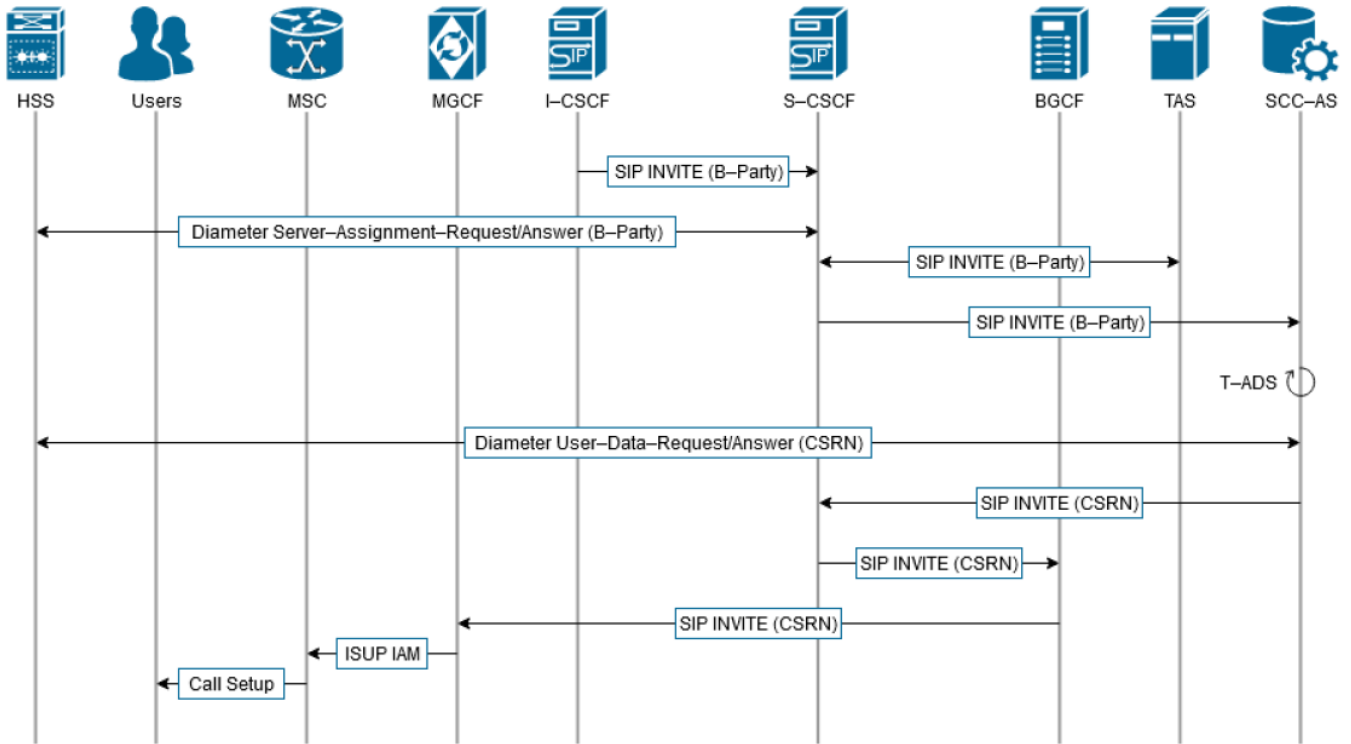 SIP
SIP
HSS
Users
MSC
MGCF
I–CSCF
S–CSCF
BGCF
TAS
SCC–AS
SIP INVITE (B–Party)
Diameter Server–Assignment–Request/Answer (B–Party)
SIP INVITE (B–Party)
SIP INVITE (B–Party)
T–ADS
Diameter User–Data–Request/Answer (CSRN)
SIP INVITE (CSRN)
SIP INVITE (CSRN)
SIP INVITE (CSRN)
ISUP IAM
Call Setup